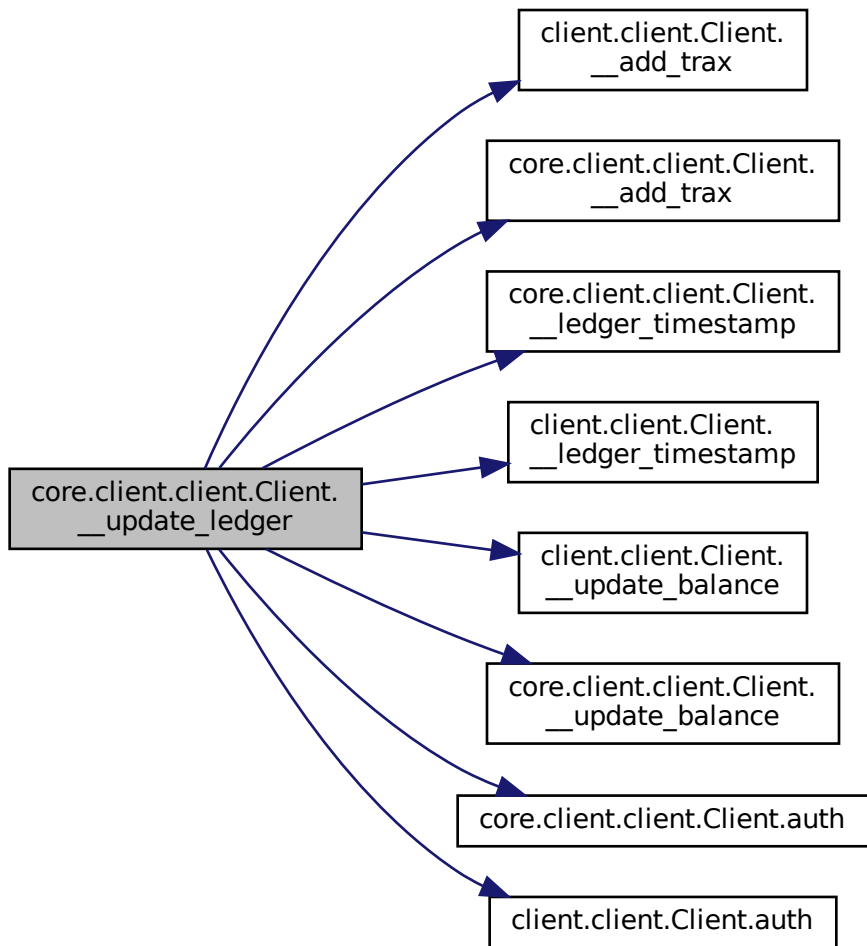 client.client.Client.
__add_trax
core.client.client.Client.
__add_trax
core.client.client.Client.
__ledger_timestamp
client.client.Client.
__ledger_timestamp
core.client.client.Client.
__update_ledger
client.client.Client.
__update_balance
core.client.client.Client.
__update_balance
core.client.client.Client.auth
client.client.Client.auth